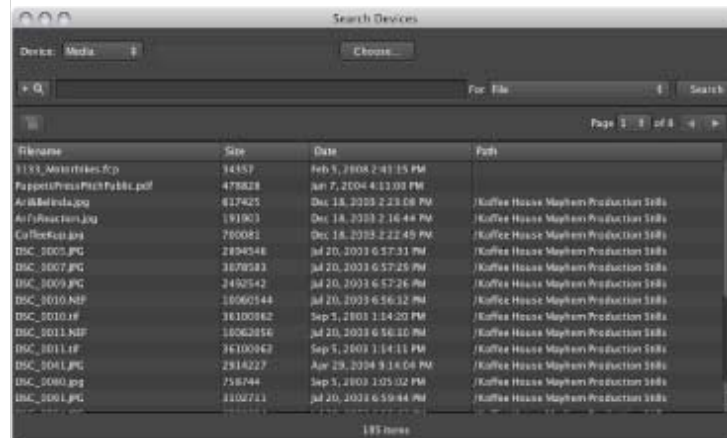 Search Devices
Device: Media Choose...
For: File Search
Page 1 of 8
Filename Size Date Path
3133_Motorbikes.fcp 34357 Feb 5, 2008 2:41:15 PM
PuppetsPressPitchPublic.pdf 478828 Jun 7, 2004 4:13:00 PM
Ari&Melinda.jpg 617425 Dec 18, 2003 2:23:08 PM /Koffee House Mayhem Production Stills
Ari'sReaction.jpg 191903 Dec 18, 2003 2:16:44 PM /Koffee House Mayhem Production Stills
CoffeeKup.jpg 700081 Dec 18, 2003 2:22:49 PM /Koffee House Mayhem Production Stills
DSC_0005.JPG 2894546 Jul 20, 2003 6:57:31 PM /Koffee House Mayhem Production Stills
DSC_0007.JPG 3078583 Jul 20, 2003 6:57:25 PM /Koffee House Mayhem Production Stills
DSC_0009.JPG 2492542 Jul 20, 2003 6:57:26 PM /Koffee House Mayhem Production Stills
DSC_0010.NEF 10060544 Jul 20, 2003 6:56:12 PM /Koffee House Mayhem Production Stills
DSC_0010.tif 36100062 Sep 5, 2003 1:14:20 PM /Koffee House Mayhem Production Stills
DSC_0011.NEF 10062056 Jul 20, 2003 6:56:10 PM /Koffee House Mayhem Production Stills
DSC_0011.tif 36100062 Sep 5, 2003 1:14:11 PM /Koffee House Mayhem Production Stills
DSC_0041.JPG 2914227 Apr 29, 2004 9:14:04 PM /Koffee House Mayhem Production Stills
DSC_0080.jpg 758744 Sep 5, 2003 1:05:02 PM /Koffee House Mayhem Production Stills
DSC_0091.JPG 3102711 Jul 20, 2003 6:59:44 PM /Koffee House Mayhem Production Stills
185 items